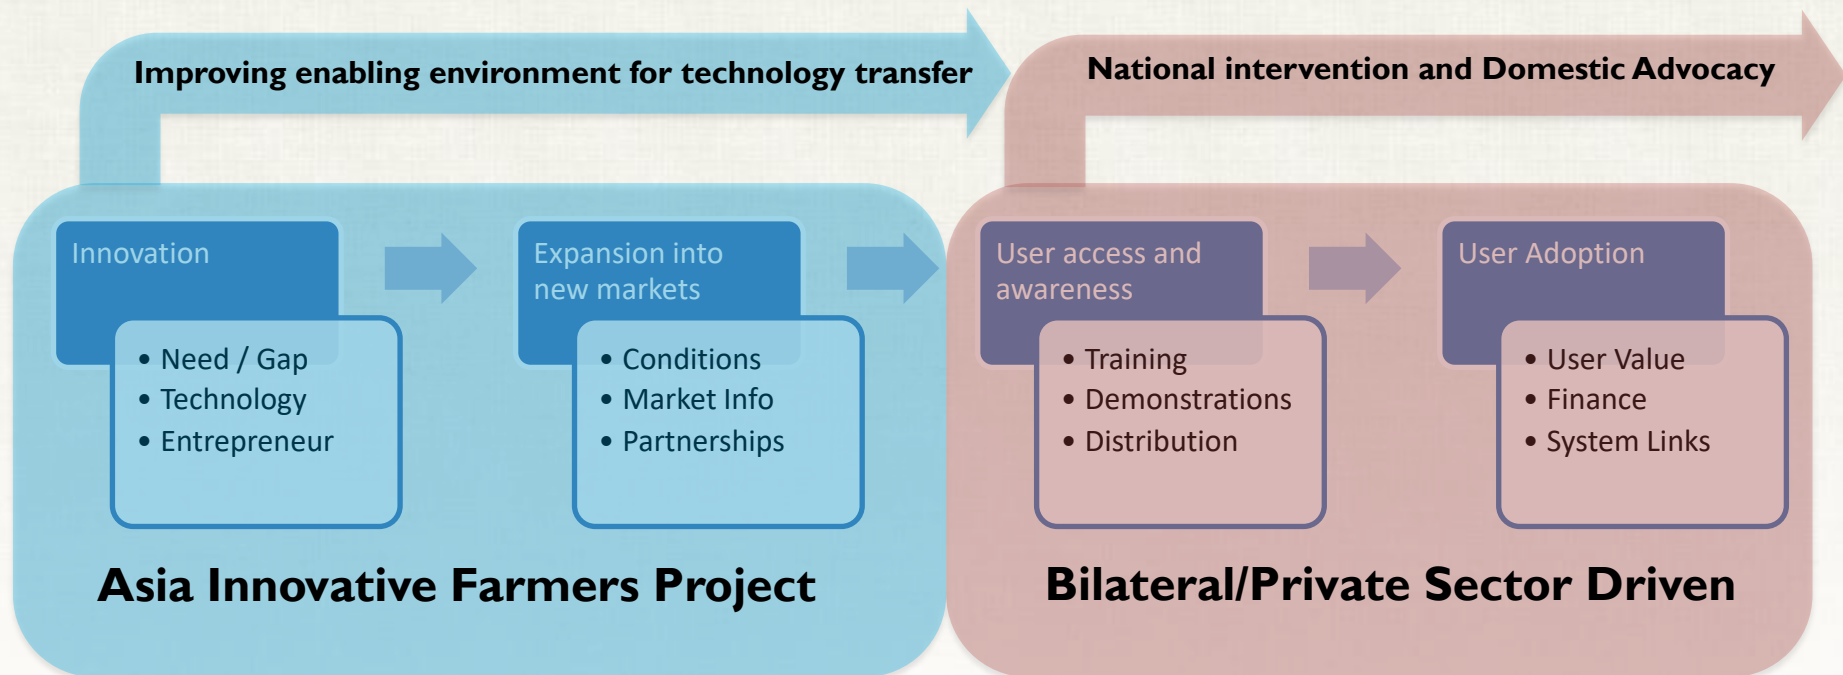 Improving enabling environment for technology transfer
National intervention and Domestic Advocacy
Innovation
• Need / Gap
• Technology
• Entrepreneur
Expansion into
new markets
• Conditions
• Market Info
• Partnerships
User access and
awareness
• Training
• Demonstrations
• Distribution
User Adoption
• User Value
• Finance
• System Links
Asia Innovative Farmers Project
Bilateral/Private Sector Driven